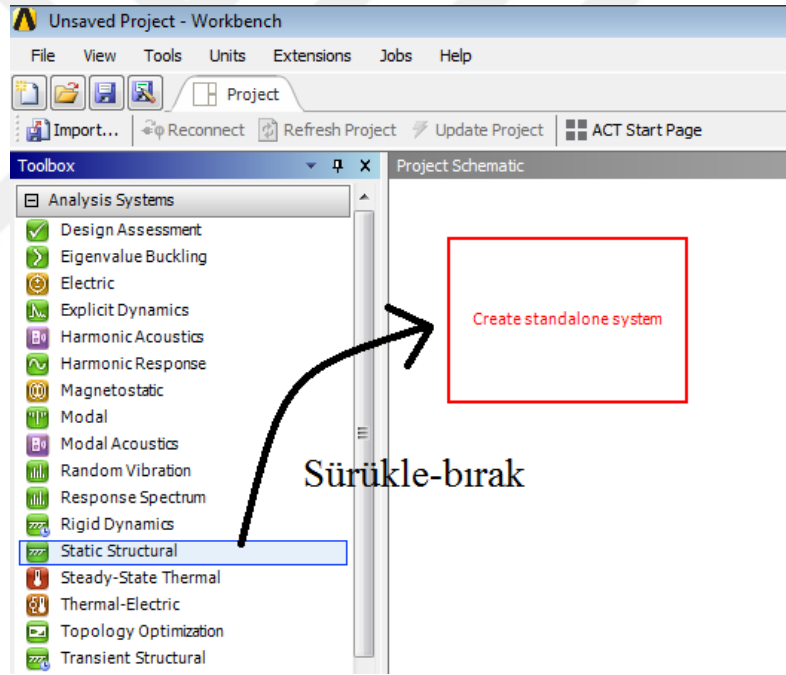 Unsaved Project - Workbench
File View Tools Units Extensions Jobs Help
Project
Import... Reconnect Refresh Project Update Project ACT Start Page
Toolbox
Project Schematic
Analysis Systems
Design Assessment
Eigenvalue Buckling
Electric
Explicit Dynamics
Harmonic Acoustics
Harmonic Response
Magnetostatic
Modal
Modal Acoustics
Random Vibration
Response Spectrum
Rigid Dynamics
Static Structural
Steady-State Thermal
Thermal-Electric
Topology Optimization
Transient Structural
Create standalone system
Sürükle-bırak